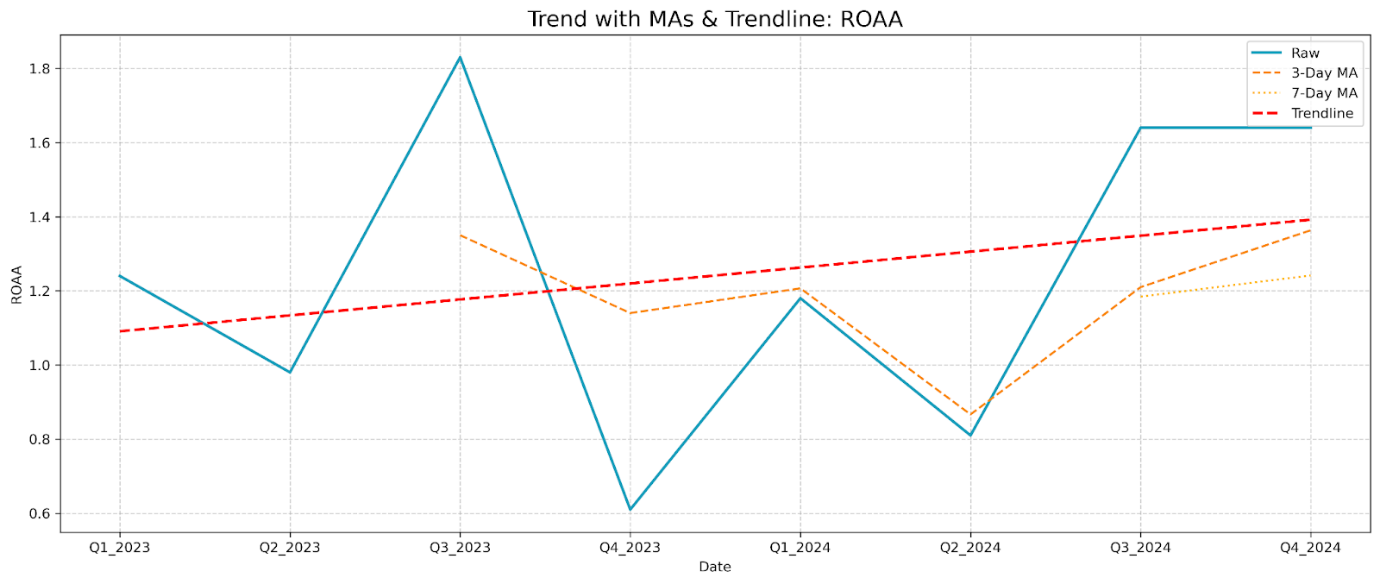 Trend with MAs & Trendline: ROAA
Raw
3-Day MA
7-Day MA
Trendline
ROAA
1.8
1.6
1.4
1.2
1.0
0.8
0.6
Q1_2023 Q2_2023 Q3_2023 Q4_2023 Q1_2024 Q2_2024 Q3_2024 Q4_2024
Date